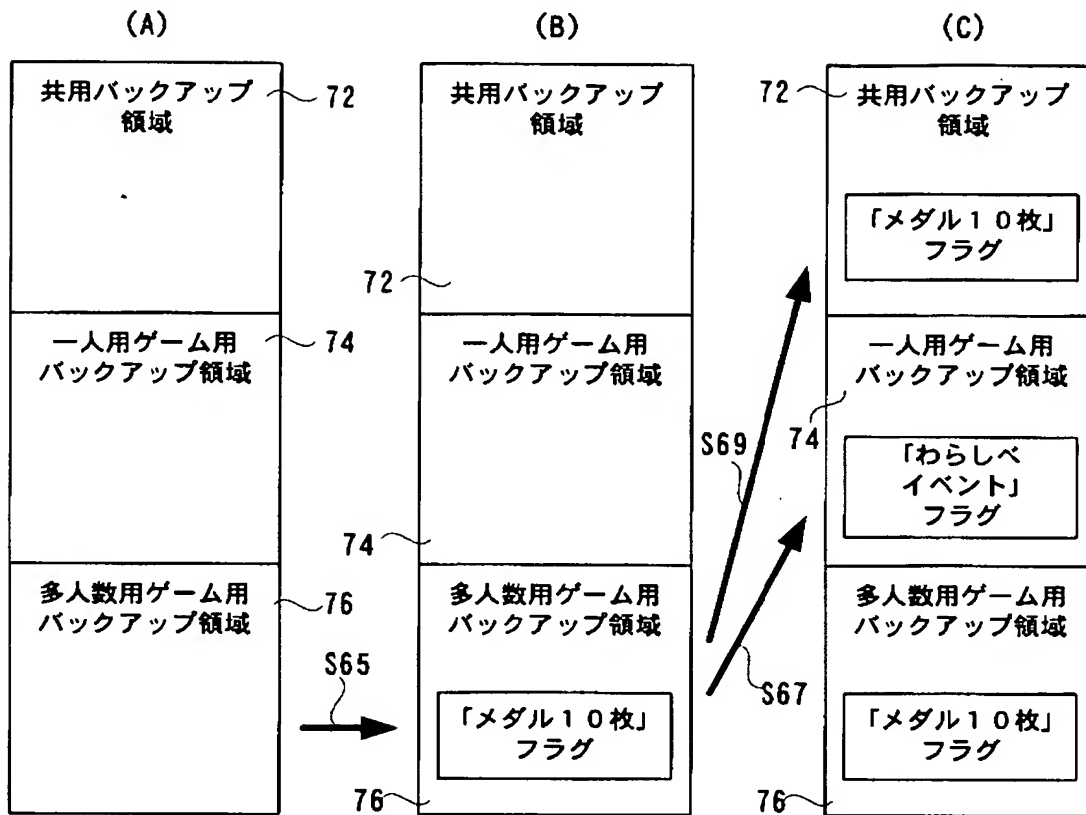 (A)
共用バックアップ
領域
72
一人用ゲーム用
バックアップ領域
74
多人数用ゲーム用
バックアップ領域
76
S65
(B)
共用バックアップ
領域
72
一人用ゲーム用
バックアップ領域
74
多人数用ゲーム用
バックアップ領域
「メダル10枚」
フラグ
76
S69
S67
(C)
72
共用バックアップ
領域
「メダル10枚」
フラグ
一人用ゲーム用
バックアップ領域
74
「わらしべ
イベント」
フラグ
多人数用ゲーム用
バックアップ領域
「メダル10枚」
フラグ
76